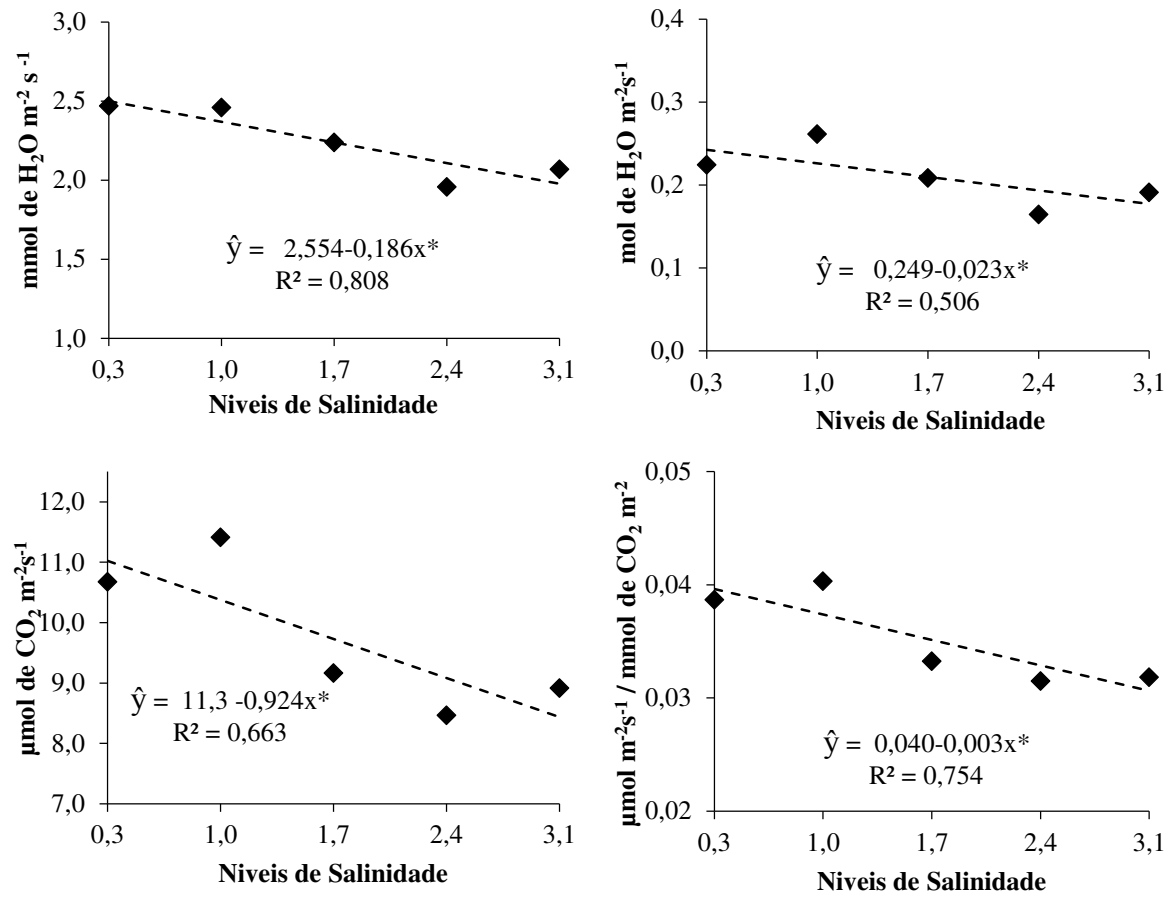 mmol de H₂O m⁻² s⁻¹
3,0
2,5
2,0
1,5
1,0
ŷ = 2,554-0,186x*
R² = 0,808
0,3 1,0 1,7 2,4 3,1
Niveis de Salinidade
mol de H₂O m⁻²s⁻¹
0,4
0,3
0,2
0,1
0,0
ŷ = 0,249-0,023x*
R² = 0,506
0,3 1,0 1,7 2,4 3,1
Niveis de Salinidade
µmol de CO₂ m⁻²s⁻¹
12,0
11,0
10,0
9,0
8,0
7,0
ŷ = 11,3 -0,924x*
R² = 0,663
0,3 1,0 1,7 2,4 3,1
Niveis de Salinidade
µmol m⁻²s⁻¹ / mmol de CO₂ m⁻²
0,05
0,04
0,03
0,02
ŷ = 0,040-0,003x*
R² = 0,754
0,3 1,0 1,7 2,4 3,1
Niveis de Salinidade